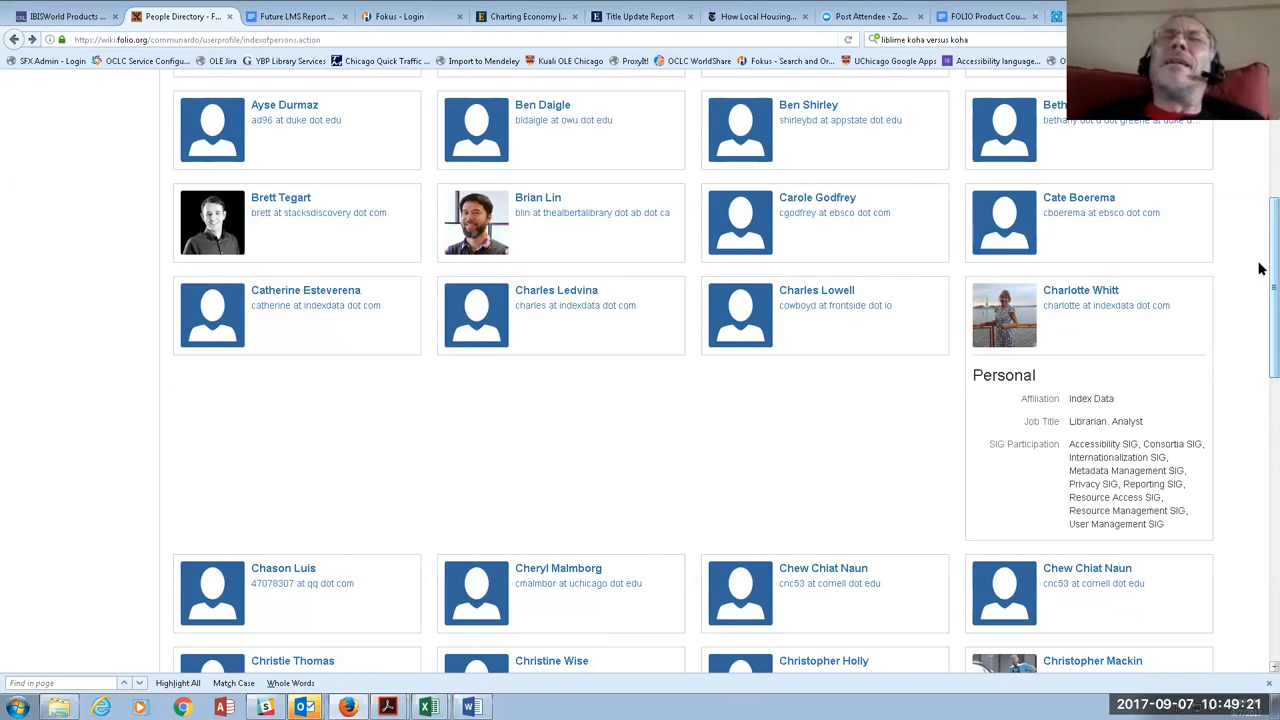 IBISWorld Products ...
People Directory - F...
Future LMS Report ...
Fokus - Login
Charting Economy | ...
Title Update Report
How Local Housing...
Post Attendee - Zo...
FOLIO Product Cou...
https://wiki.folio.org/communardo/userprofile/indexofpersons.action
liblime koha versus koha
SFX Admin - Login
OCLC Service Configu...
OLE Jira
YBP Library Services
Chicago Quick Traffic ...
Import to Mendeley
Kuali OLE Chicago
ProxyIt!
OCLC WorldShare
Fokus - Search and Or...
UChicago Google Apps
Accessibility language...
Ayse Durmaz
ad96 at duke dot edu
Ben Daigle
bldaigle at owu dot edu
Ben Shirley
shirleybd at appstate dot edu
bethany dot d dot greene at duke d...
Brett Tegart
brett at stacksdiscovery dot com
Brian Lin
blin at thealbertalibrary dot ab dot ca
Carole Godfrey
cgodfrey at ebsco dot com
Cate Boerema
cboerema at ebsco dot com
Catherine Esteverena
catherine at indexdata dot com
Charles Ledvina
charles at indexdata dot com
Charles Lowell
cowboyd at frontside dot io
Charlotte Whitt
charlotte at indexdata dot com
Personal
Affiliation Index Data
Job Title Librarian. Analyst
SIG Participation Accessibility SIG, Consortia SIG,
Internationalization SIG,
Metadata Management SIG,
Privacy SIG, Reporting SIG,
Resource Access SIG,
Resource Management SIG,
User Management SIG
Chason Luis
47078307 at qq dot com
Cheryl Malmborg
cmalmbor at uchicago dot edu
Chew Chiat Naun
cnc53 at cornell dot edu
Chew Chiat Naun
cnc53 at cornell dot edu
Christie Thomas
Christine Wise
Christopher Holly
Christopher Mackin
Find in page
Highlight All
Match Case
Whole Words
2017-09-07 10:49:21